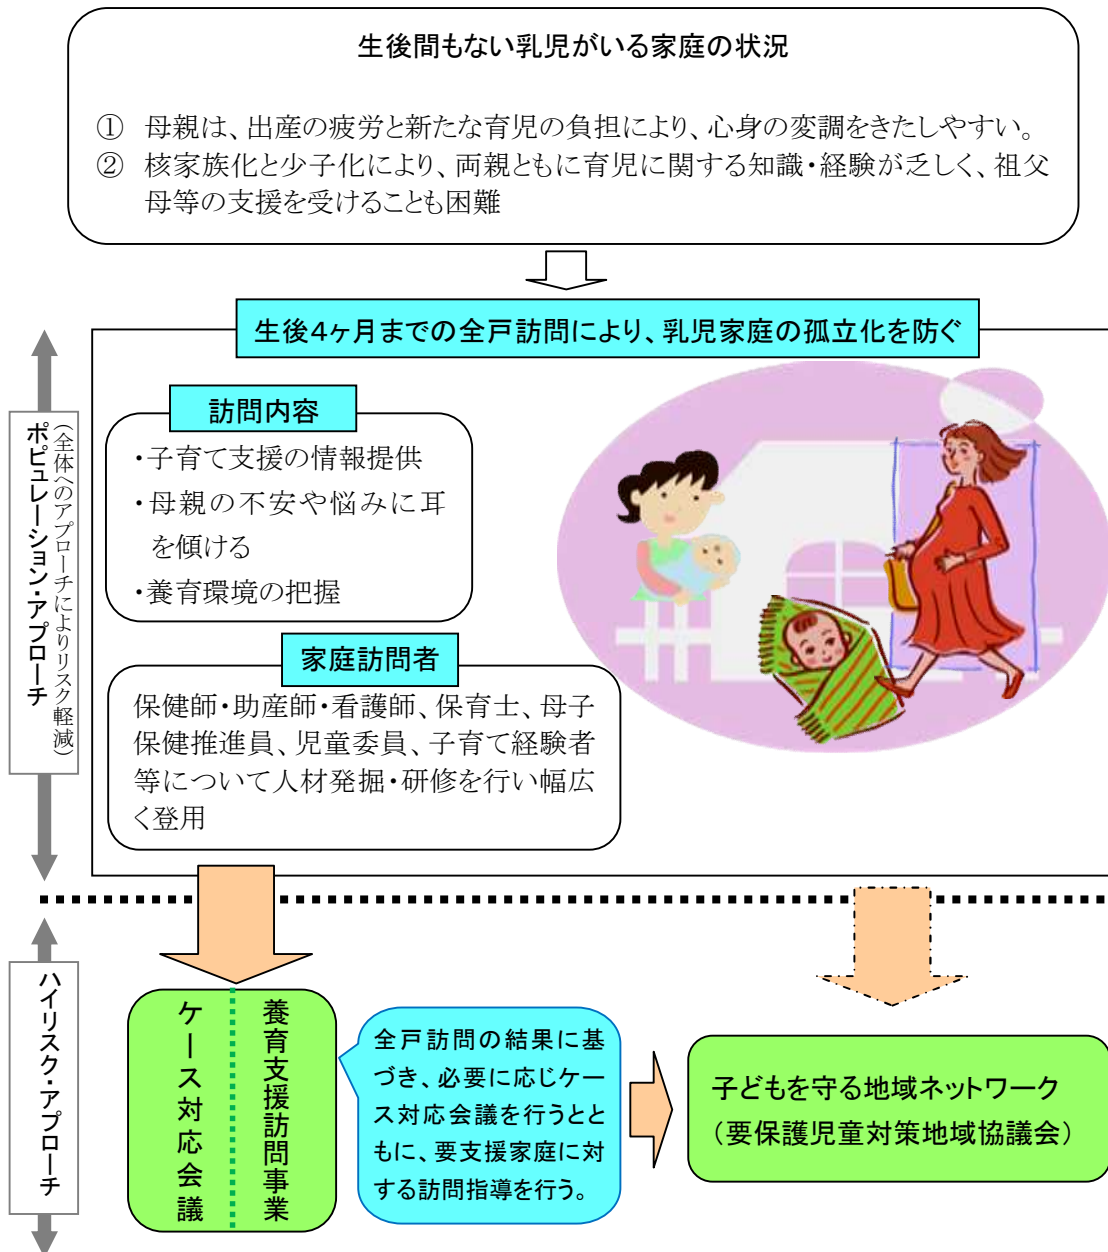 生後間もない乳児がいる家庭の状況
① 母親は、出産の疲労と新たな育児の負担により、心身の変調をきたしやすい。
② 核家族化と少子化により、両親ともに育児に関する知識・経験が乏しく、祖父
母等の支援を受けることも困難
生後4ヶ月までの全戸訪問により、乳児家庭の孤立化を防ぐ
ポピュレーション・アプローチ
(全体へのアプローチによりリスク軽減)
訪問内容
・子育て支援の情報提供
・母親の不安や悩みに耳
を傾ける
・養育環境の把握
家庭訪問者
保健師・助産師・看護師、保育士、母子
保健推進員、児童委員、子育て経験者
等について人材発掘・研修を行い幅広
く登用
ハイリスク・アプローチ
養育支援訪問事業
ケース対応会議
全戸訪問の結果に基
づき、必要に応じケー
ス対応会議を行うとと
もに、要支援家庭に対
する訪問指導を行う。
子どもを守る地域ネットワーク
(要保護児童対策地域協議会)